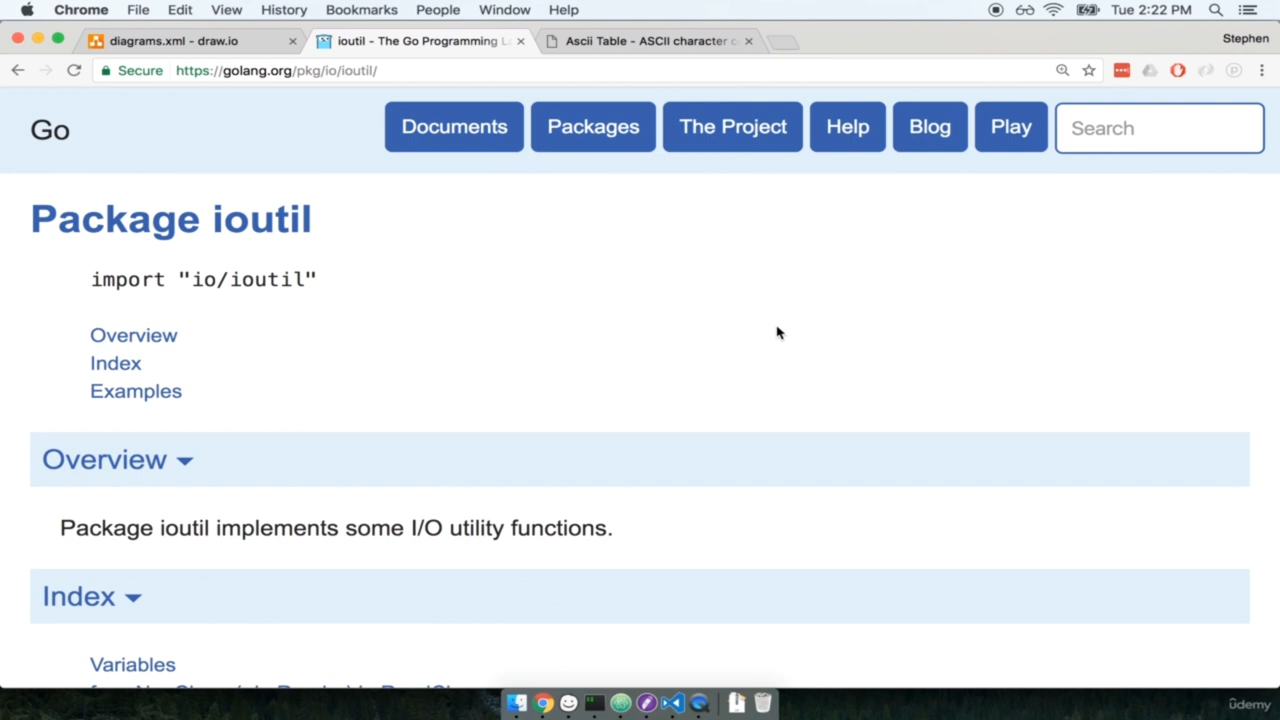 Chrome File Edit View History Bookmarks People Window Help Tue 2:22 PM
diagrams.xml - draw.io ioutil - The Go Programming L Ascii Table - ASCII character c Stephen
Secure https://golang.org/pkg/io/ioutil/
Go Documents Packages The Project Help Blog Play Search
Package ioutil
import "io/ioutil"
Overview
Index
Examples
Overview
Package ioutil implements some I/O utility functions.
Index
Variables
ûdemy